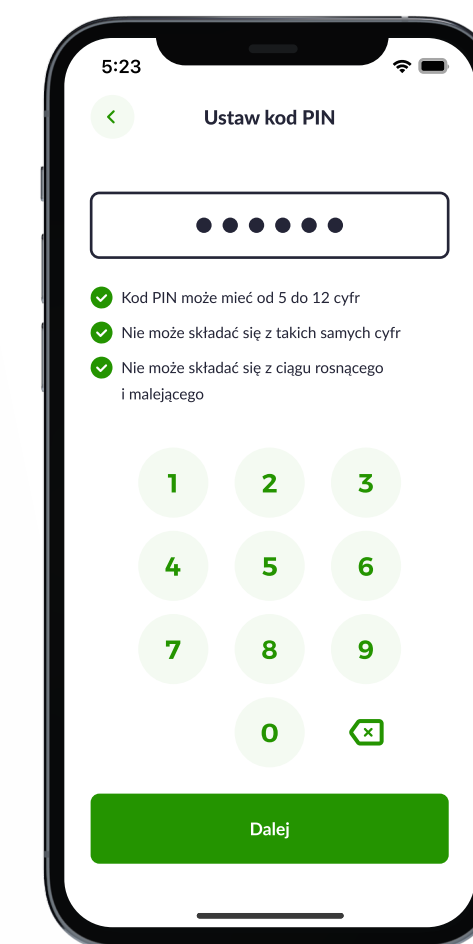 5:23
Ustaw kod PIN
Kod PIN może mieć od 5 do 12 cyfr
Nie może składać się z takich samych cyfr
Nie może składać się z ciągu rosnącego
i malejącego
1 2 3
4 5 6
7 8 9
0
Dalej